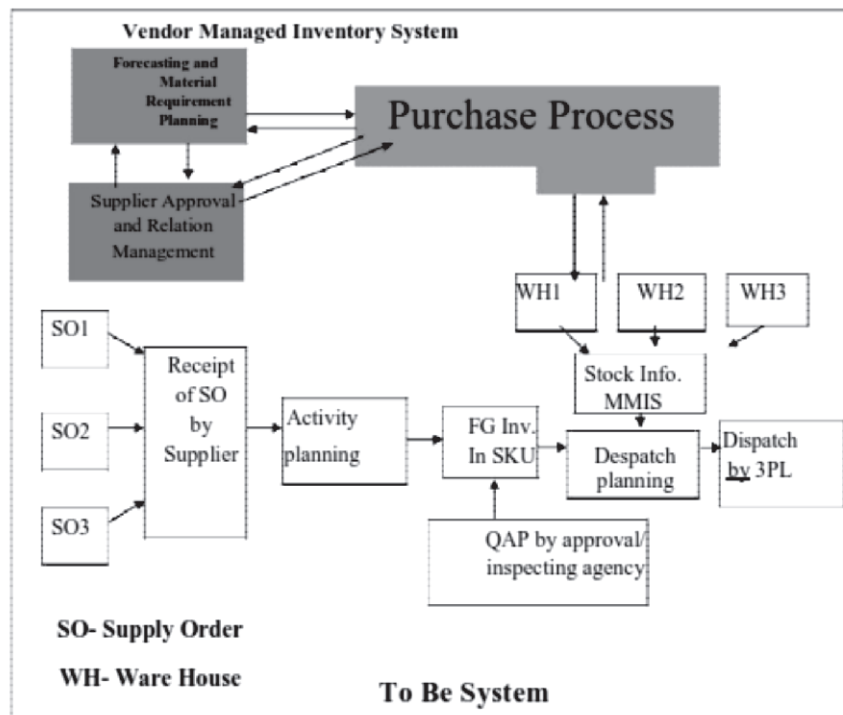 Vendor Managed Inventory System
Forecasting and
Material
Requirement
Planning
Purchase Process
Supplier Approval
and Relation
Management
WH1
WH2
WH3
SO1
Receipt
of SO
by
Supplier
Stock Info.
MMIS
SO2
Activity
planning
FG Inv.
In SKU
Despatch
planning
Dispatch
by 3PL
SO3
QAP by approval/
inspecting agency
SO- Supply Order
WH- Ware House
To Be System